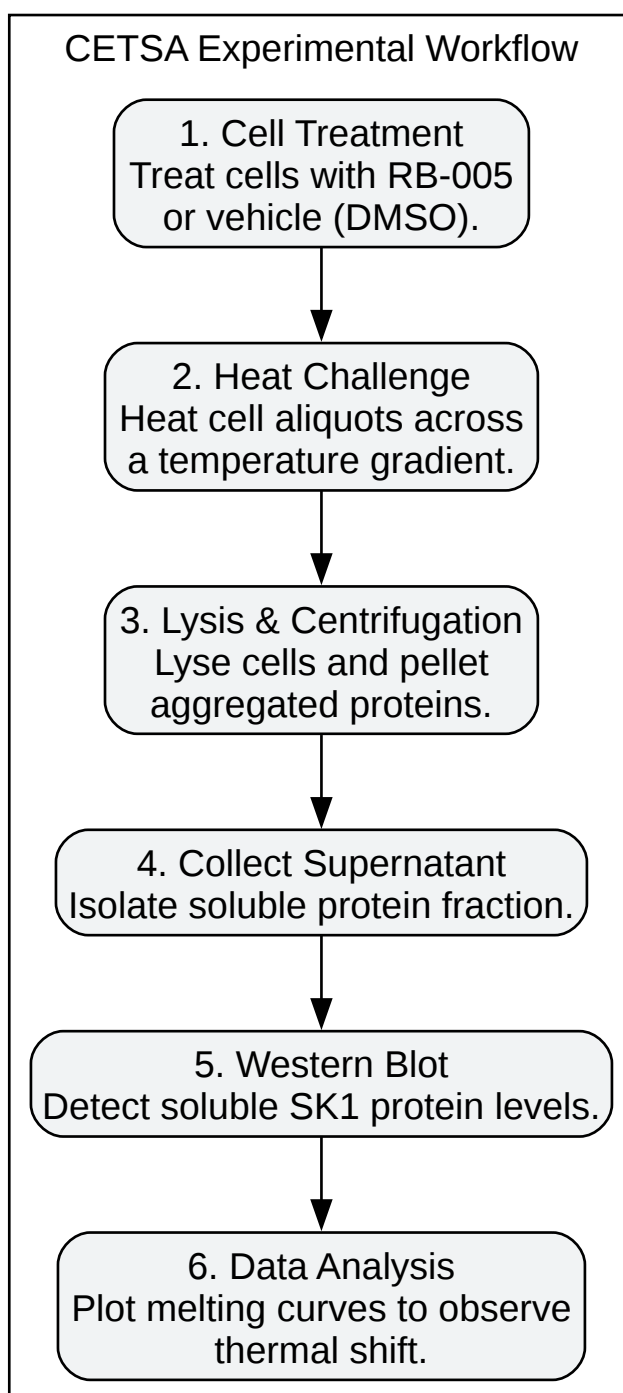 CETSA Experimental Workflow
1. Cell Treatment
Treat cells with RB-005
or vehicle (DMSO).
2. Heat Challenge
Heat cell aliquots across
a temperature gradient.
3. Lysis & Centrifugation
Lyse cells and pellet
aggregated proteins.
4. Collect Supernatant
Isolate soluble protein fraction.
5. Western Blot
Detect soluble SK1 protein levels.
6. Data Analysis
Plot melting curves to observe
thermal shift.